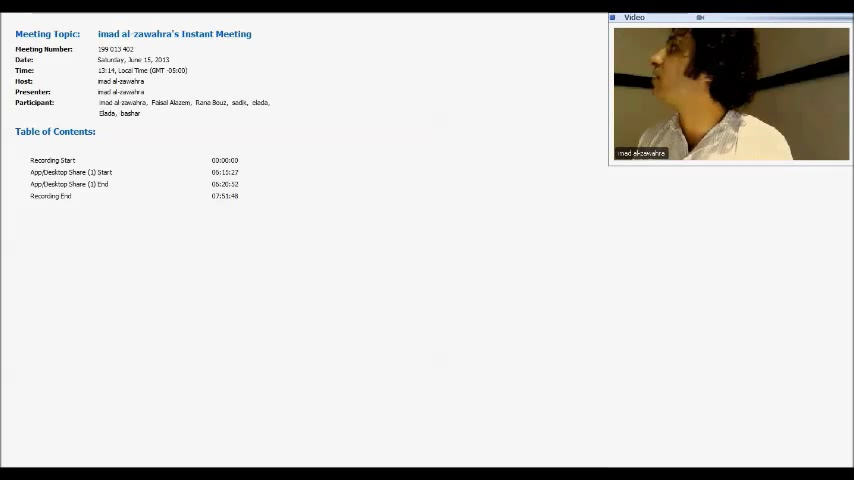 Meeting Topic: imad al-zawahra's Instant Meeting
Meeting Number: 199 013 402
Date: Saturday, June 15, 2013
Time: 13:14, Local Time (GMT -05:00)
Host: imad al-zawahra
Presenter: imad al-zawahra
Participant: imad al-zawahra, Faisal Alazem, Rana Bouz, sadik, elada,
Elada, bashar
Table of Contents:
Recording Start 00:00:00
App/Desktop Share (1) Start 06:15:27
App/Desktop Share (1) End 06:20:52
Recording End 07:51:48
Video
imad al-zawahra